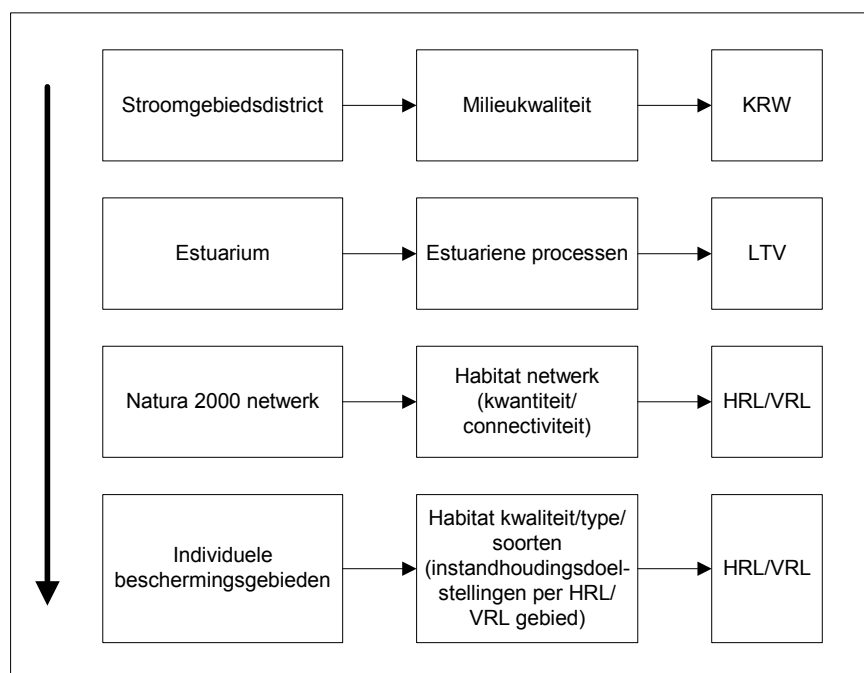 Stroomgebiedsdistrict
Milieukwaliteit
KRW
Estuarium
Estuariene processen
LTV
Natura 2000 netwerk
Habitat netwerk
(kwantiteit/
connectiviteit)
HRL/VRL
Individuele
beschermingsgebieden
Habitat kwaliteit/type/
soorten
(instandhoudingsdoel-
stellingen per HRL/
VRL gebied)
HRL/VRL